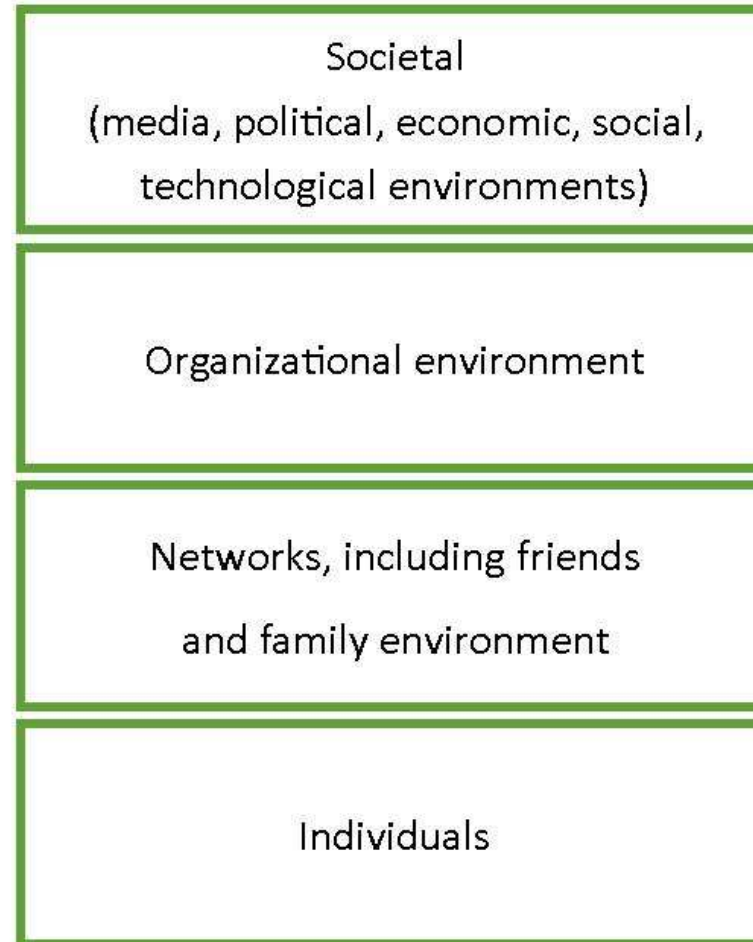 Societal
(media, political, economic, social,
technological environments)
Organizational environment
Networks, including friends
and family environment
Individuals